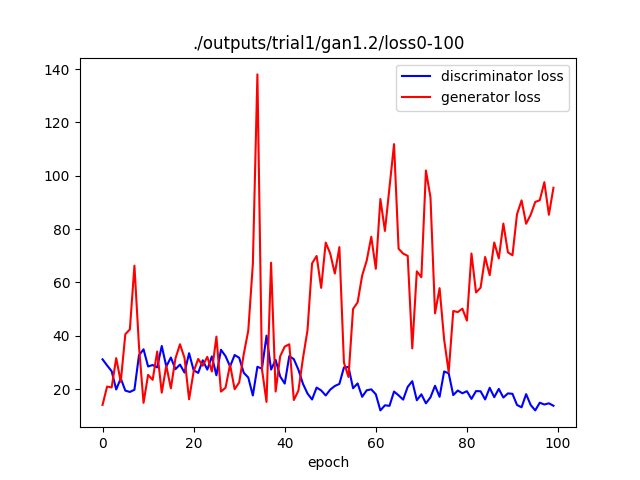 ./outputs/trial1/gan1.2/loss0-100
discriminator loss
generator loss
140
120
100
80
60
40
20
0 20 40 60 80 100
epoch